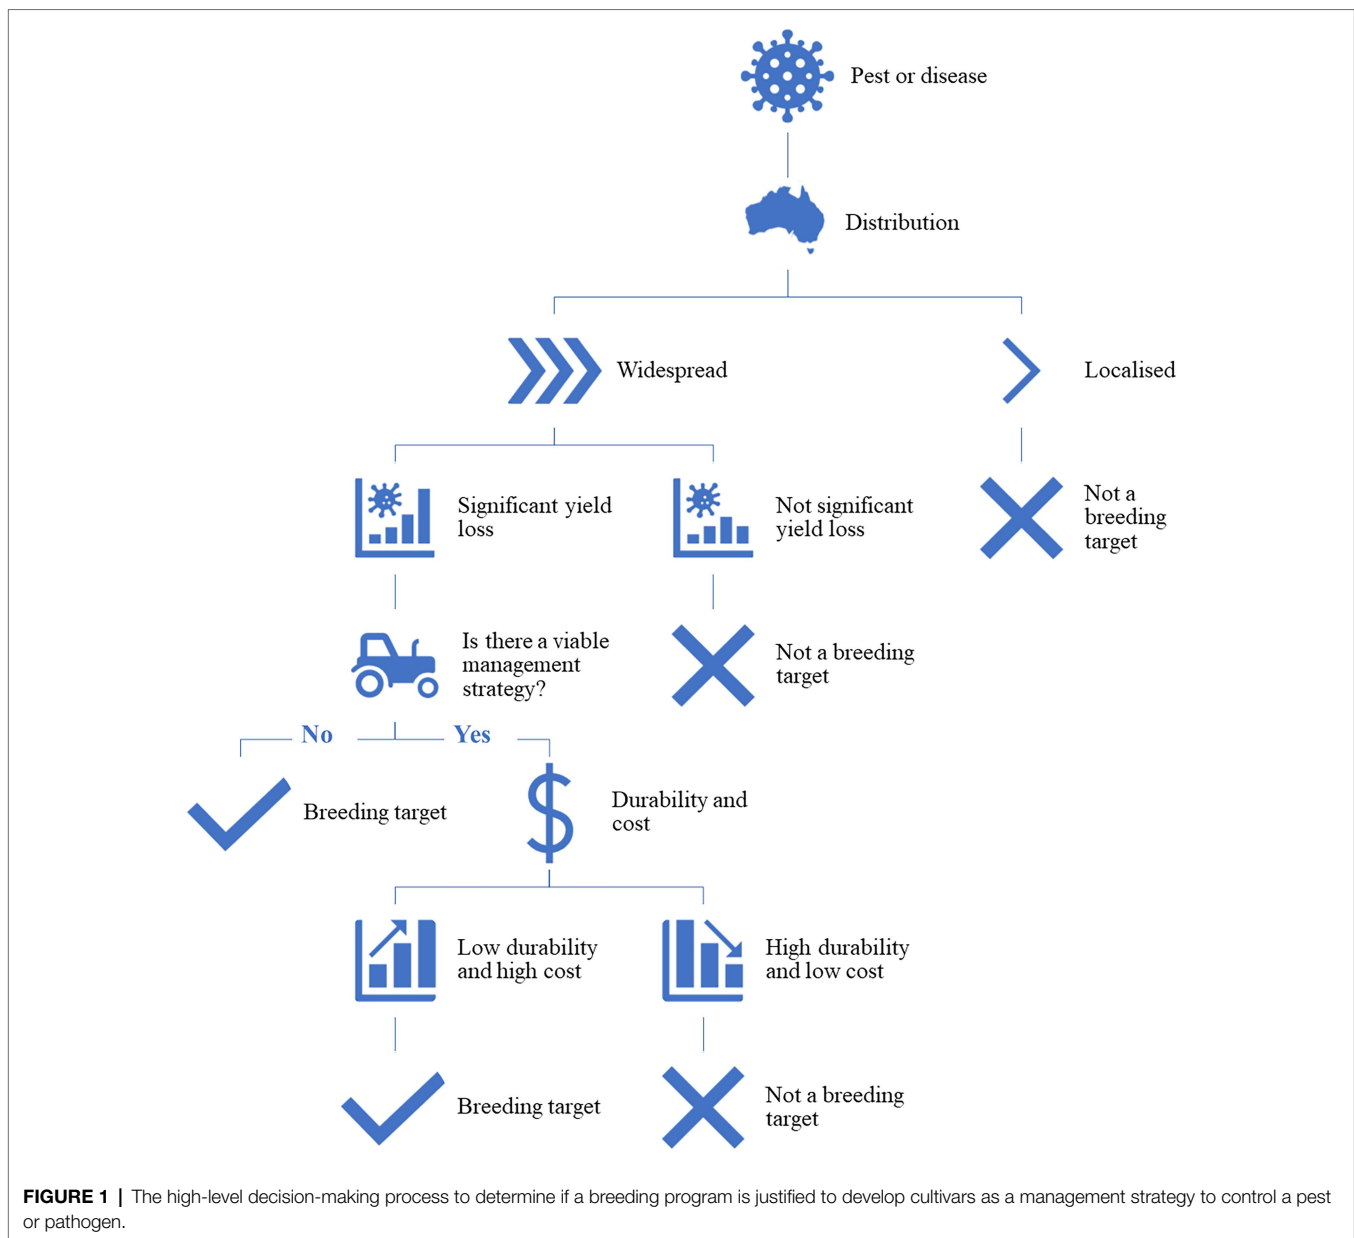 Pest or disease
Distribution
Widespread
Localised
Significant yield
loss
Not significant
yield loss
Not a
breeding
target
Is there a viable
management
strategy?
Not a breeding
target
No
Yes
Breeding target
Durability and
cost
Low durability
and high cost
High durability
and low cost
Breeding target
Not a breeding
target
FIGURE 1 | The high-level decision-making process to determine if a breeding program is justified to develop cultivars as a management strategy to control a pest
or pathogen.